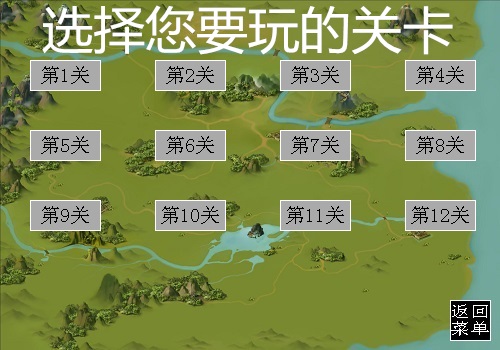 选择您要玩的关卡
第1关 第2关 第3关 第4关
第5关 第6关 第7关 第8关
第9关 第10关 第11关 第12关
返回
菜单